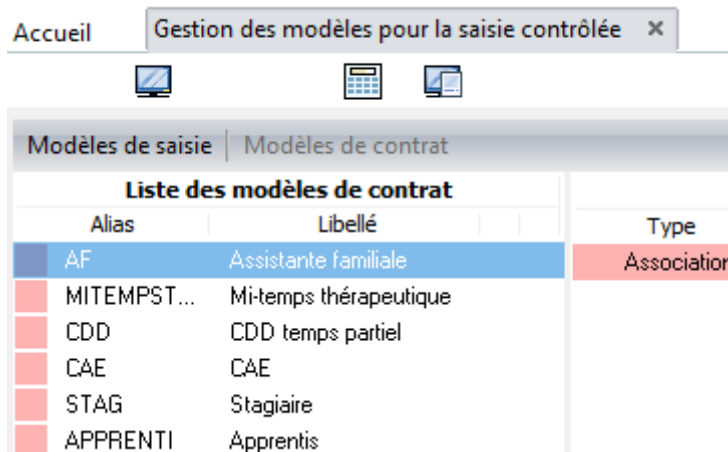 Accueil Gestion des modèles pour la saisie contrôlée
Modèles de saisie Modèles de contrat
Liste des modèles de contrat
Alias Libellé Type
AF Assistante familiale Association
MITEMPST... Mi-temps thérapeutique
CDD CDD temps partiel
CAE CAE
STAG Stagiaire
APPRENTI Apprentis